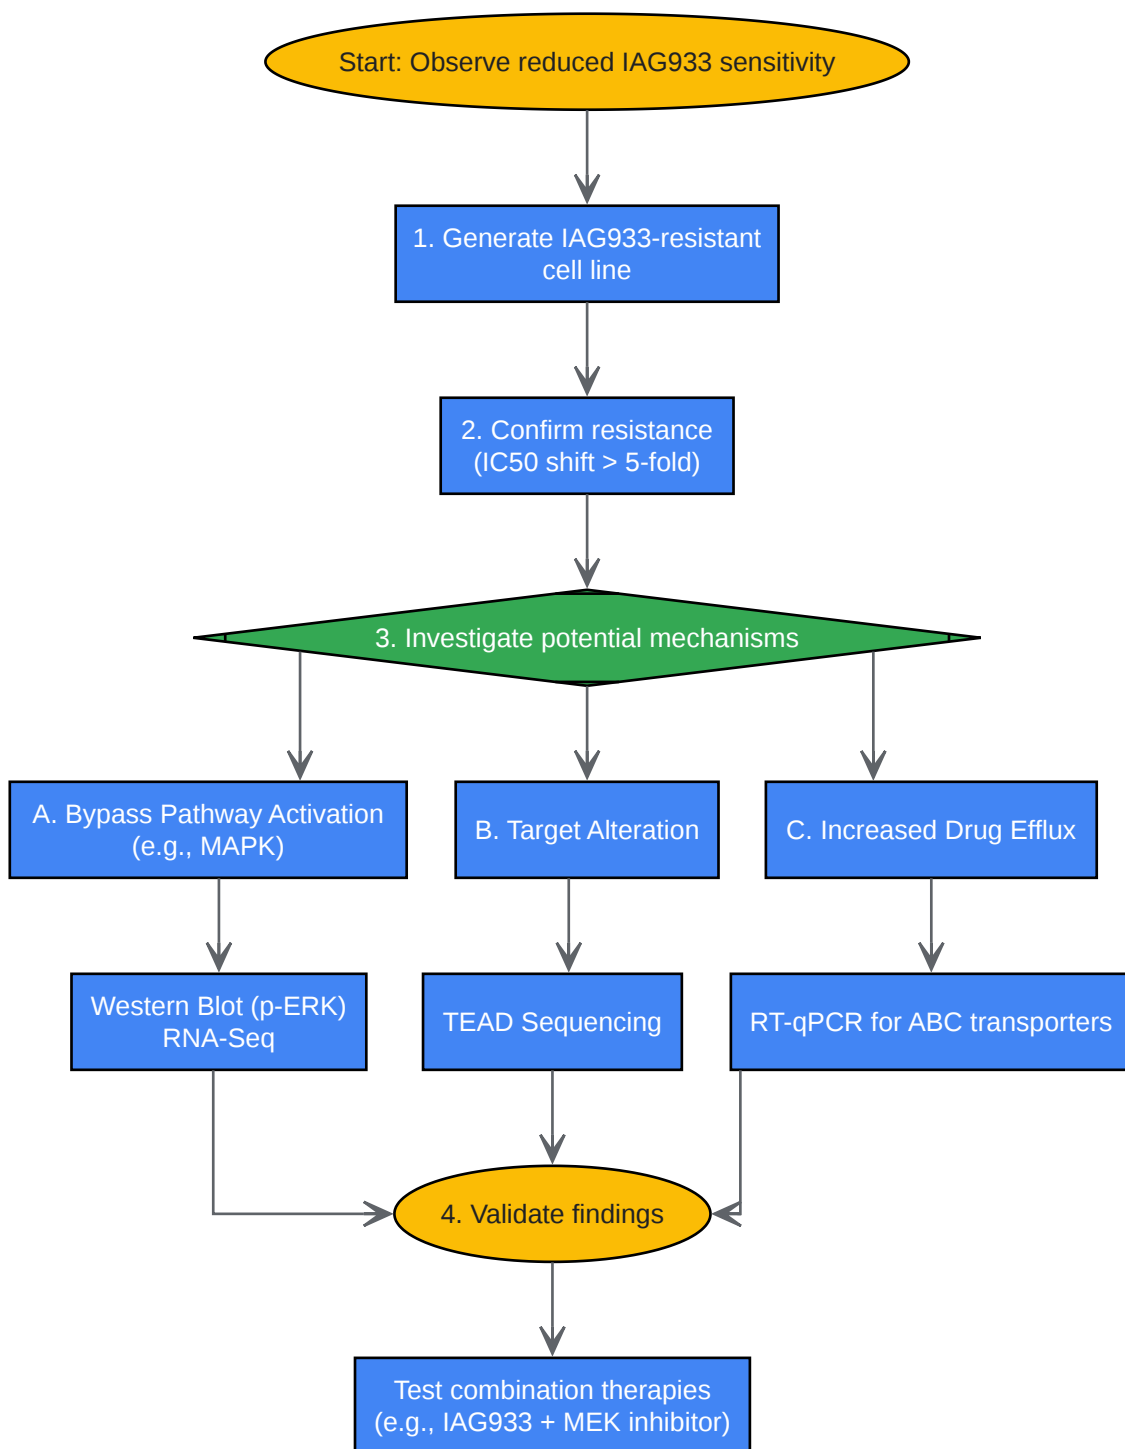 Start: Observe reduced IAG933 sensitivity
1. Generate IAG933-resistant
cell line
2. Confirm resistance
(IC50 shift > 5-fold)
3. Investigate potential mechanisms
A. Bypass Pathway Activation
(e.g., MAPK)
B. Target Alteration
C. Increased Drug Efflux
Western Blot (p-ERK)
RNA-Seq
TEAD Sequencing
RT-qPCR for ABC transporters
4. Validate findings
Test combination therapies
(e.g., IAG933 + MEK inhibitor)